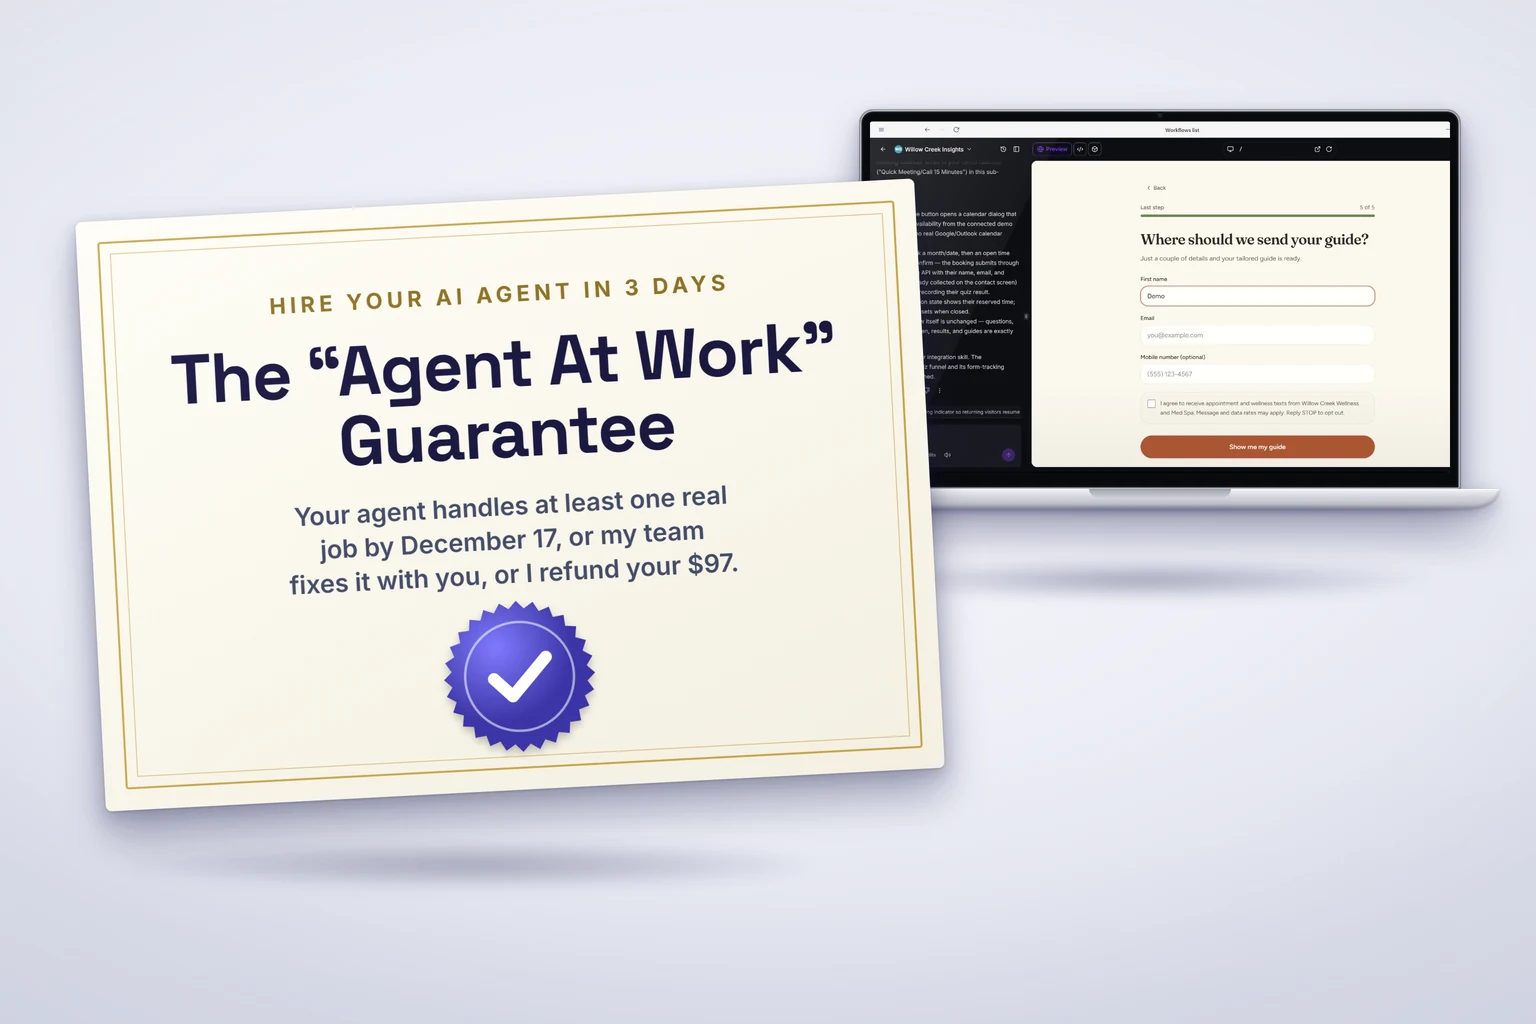 HIRE YOUR AI AGENT IN 3 DAYS
The “Agent At Work”
Guarantee
Your agent handles at least one real
job by December 17, or my team
fixes it with you, or I refund your $97.
Workflows list
Willow Creek Insights
Preview
/
("Quick Meeting/Call 15 Minutes") in this sub-
button opens a calendar dialog that
availability from the connected demo
real Google/Outlook calendar
a month/date, then an open time
confirm — the booking submits through
API with their name, email, and
already collected on the contact screen)
recording their quiz result.
state shows their reserved time;
resets when closed.
itself is unchanged — questions,
results, and guides are exactly
integration skill. The
funnel and its form-tracking
indicator so returning visitors resume
Back
Last step
5 of 5
Where should we send your guide?
Just a couple of details and your tailored guide is ready.
First name
Demo
Email
you@example.com
Mobile number (optional)
(555) 123-4567
I agree to receive appointment and wellness texts from Willow Creek Wellness
and Med Spa. Message and data rates may apply. Reply STOP to opt out
Show me my guide